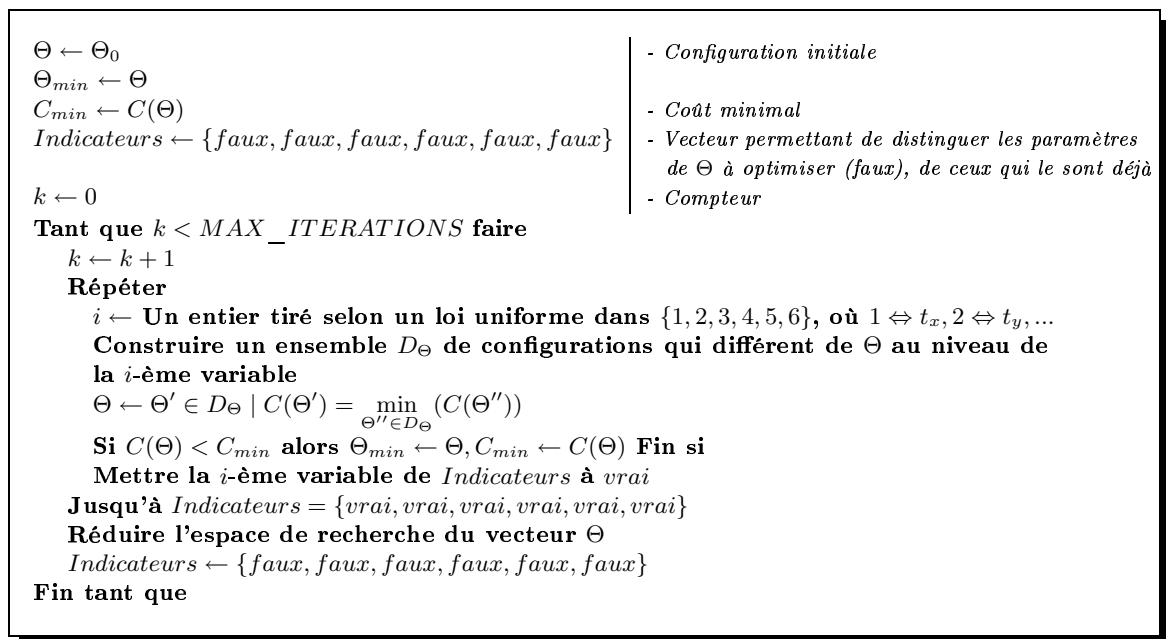 Θ ← Θ₀ - Configuration initiale
Θ_min ← Θ
C_min ← C(Θ) - Coût minimal
Indicateurs ← {faux, faux, faux, faux, faux, faux} - Vecteur permettant de distinguer les paramètres
de Θ à optimiser (faux), de ceux qui le sont déjà
k ← 0 - Compteur
Tant que k < MAX_ITERATIONS faire
k ← k + 1
Répéter
i ← Un entier tiré selon un loi uniforme dans {1, 2, 3, 4, 5, 6}, où 1 ⇔ t_x, 2 ⇔ t_y, ...
Construire un ensemble D_Θ de configurations qui différent de Θ au niveau de
la i-ème variable
Θ ← Θ′ ∈ D_Θ | C(Θ′) = min_{Θ′′∈D_Θ} (C(Θ′′))
Si C(Θ) < C_min alors Θ_min ← Θ, C_min ← C(Θ) Fin si
Mettre la i-ème variable de Indicateurs à vrai
Jusqu'à Indicateurs = {vrai, vrai, vrai, vrai, vrai, vrai}
Réduire l'espace de recherche du vecteur Θ
Indicateurs ← {faux, faux, faux, faux, faux, faux}
Fin tant que